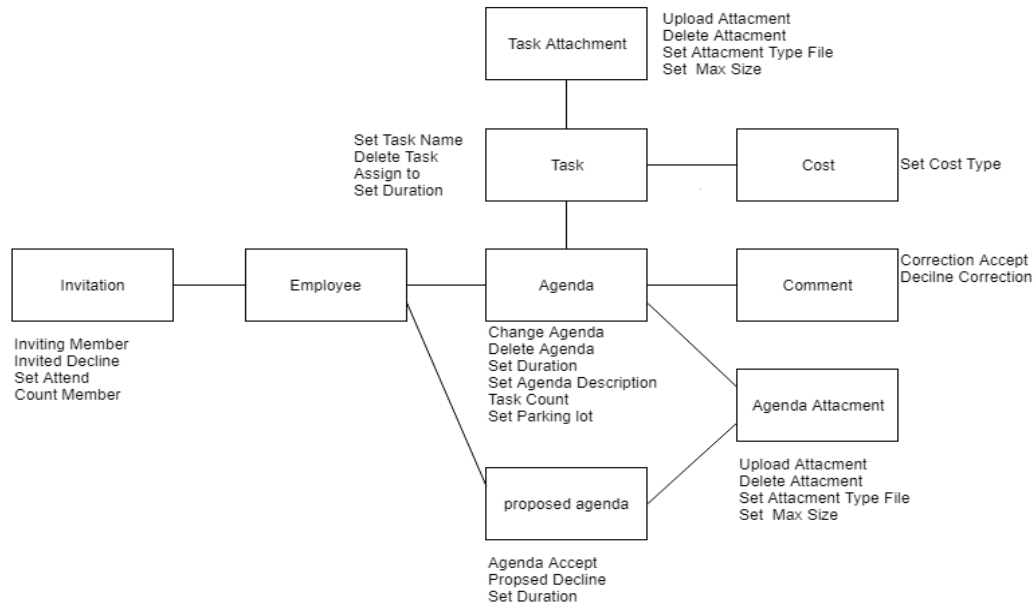 Task Attachment
Upload Attacment
Delete Attacment
Set Attacment Type File
Set  Max Size
Set Task Name
Delete Task
Assign to
Set Duration
Task
Cost
Set Cost Type
Invitation
Employee
Agenda
Comment
Correction Accept
Decilne Correction
Inviting Member
Invited Decline
Set Attend
Count Member
Change Agenda
Delete Agenda
Set Duration
Set Agenda Description
Task Count
Set Parking lot
Agenda Attacment
Upload Attacment
Delete Attacment
Set Attacment Type File
Set  Max Size
proposed agenda
Agenda Accept
Propsed Decline
Set Duration